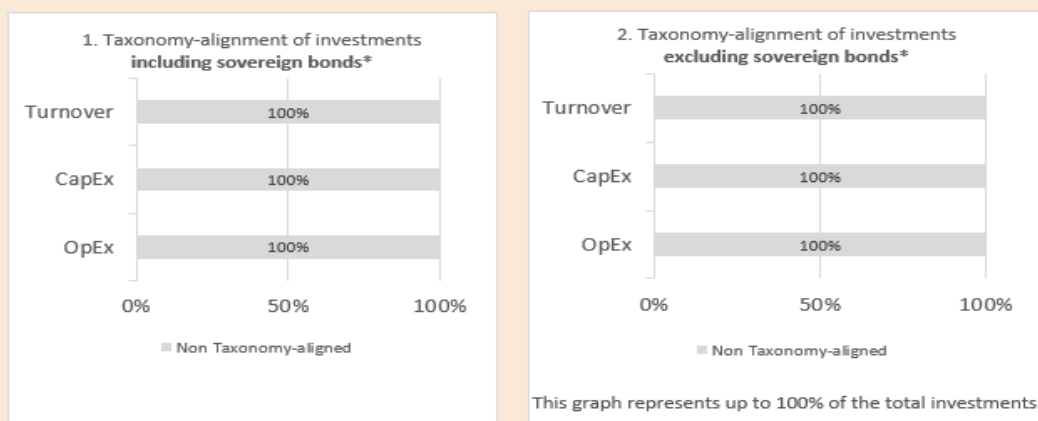 1. Taxonomy-alignment of investments
including sovereign bonds*
Turnover
100%
CapEx
100%
OpEx
100%
0%
50%
100%
Non Taxonomy-aligned
2. Taxonomy-alignment of investments
excluding sovereign bonds*
Turnover
100%
CapEx
100%
OpEx
100%
0%
50%
100%
Non Taxonomy-aligned
This graph represents up to 100% of the total investments